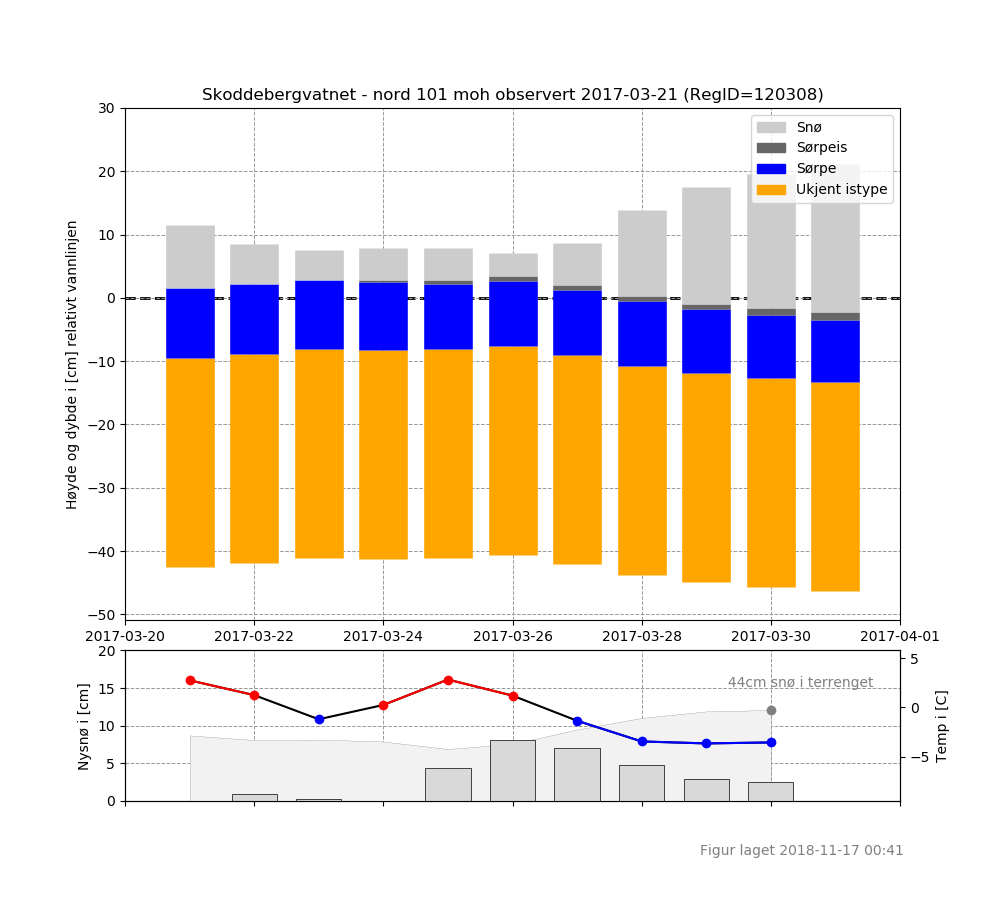 Skoddebergvatnet - nord 101 moh observert 2017-03-21 (RegID=120308)
Høyde og dybde i [cm] relativt vannlinjen
30
20
10
0
−10
−20
−30
−40
−50
Snø
Sørpeis
Sørpe
Ukjent istype
2017-03-20 2017-03-22 2017-03-24 2017-03-26 2017-03-28 2017-03-30 2017-04-01
Nysnø i [cm]
20
15
10
5
0
44cm snø i terrenget
5
0
−5
Temp i [C]
Figur laget 2018-11-17 00:41